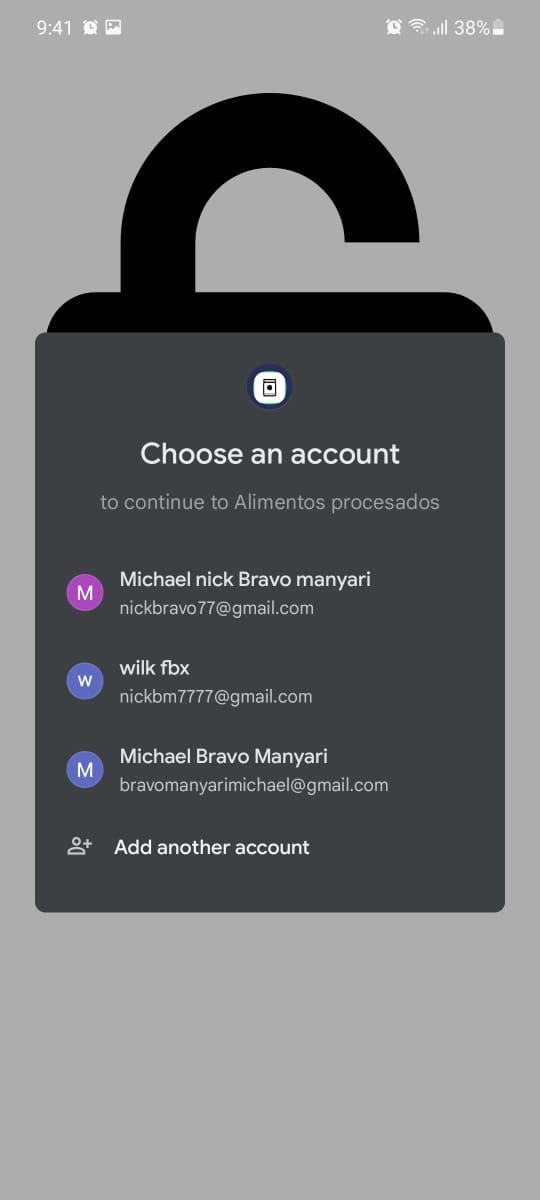 9:41
38%
Choose an account
to continue to Alimentos procesados
M
Michael nick Bravo manyari
nickbravo77@gmail.com
w
wilk fbx
nickbm7777@gmail.com
M
Michael Bravo Manyari
bravomanyarimichael@gmail.com
Add another account